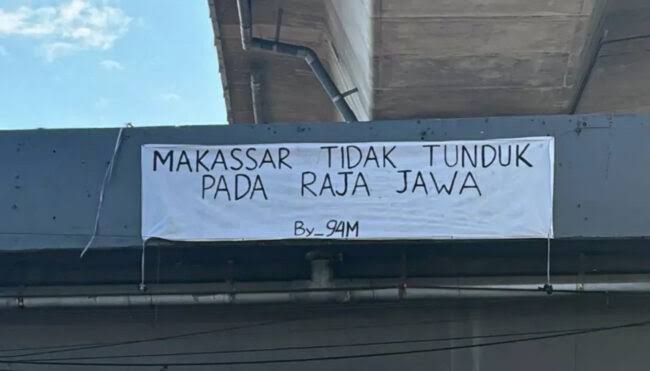 MAKASSAR TIDAK TUNDUK
PADA RAJA JAWA
By_94M